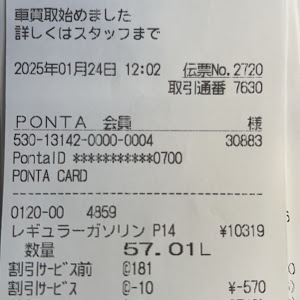 車買取始めました
詳しくはスタッフまで
2025年01月24日 12:02 伝票No.2720
取引通番 7630
PONTA 会員 様
530-13142-0000-0004 30883
PontaID ***********0700
PONTA CARD
0120-00 4859
レギュラーガソリン P14 ¥10319
数量 57.01L
割引サービス前 @181
割引サービス @-10 ¥-570